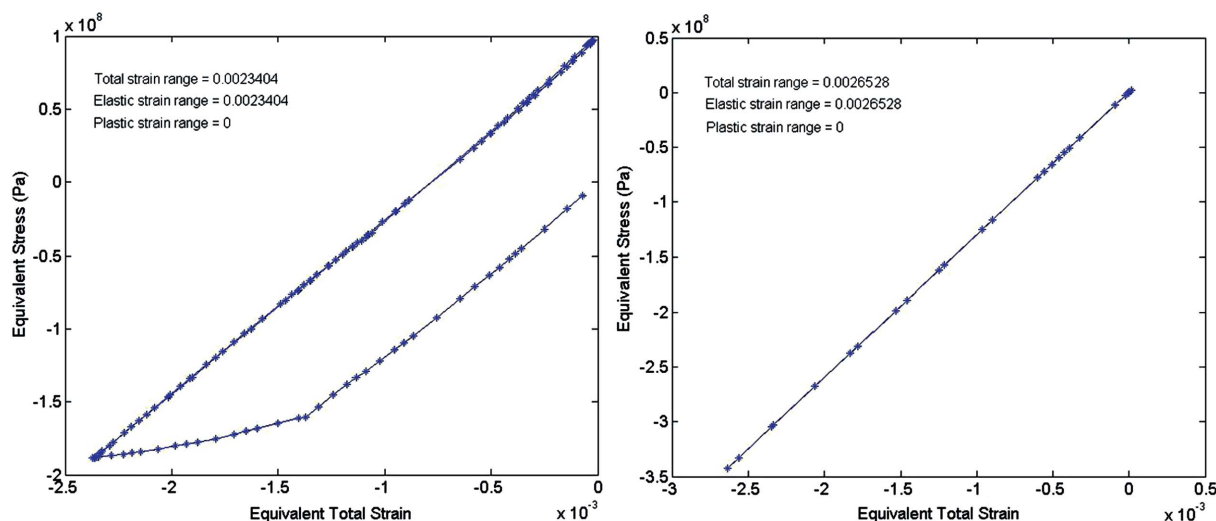 x 10⁸
1
0.5
0
-0.5
-1
-1.5
-2
Equivalent Stress (Pa)
Total strain range = 0.0023404
Elastic strain range = 0.0023404
Plastic strain range = 0
-2.5 -2 -1.5 -1 -0.5 0
Equivalent Total Strain
x 10⁻³
x 10⁸
0.5
0
-0.5
-1
-1.5
-2
-2.5
-3
-3.5
Equivalent Stress (Pa)
Total strain range = 0.0026528
Elastic strain range = 0.0026528
Plastic strain range = 0
-3 -2.5 -2 -1.5 -1 -0.5 0 0.5
Equivalent Total Strain
x 10⁻³